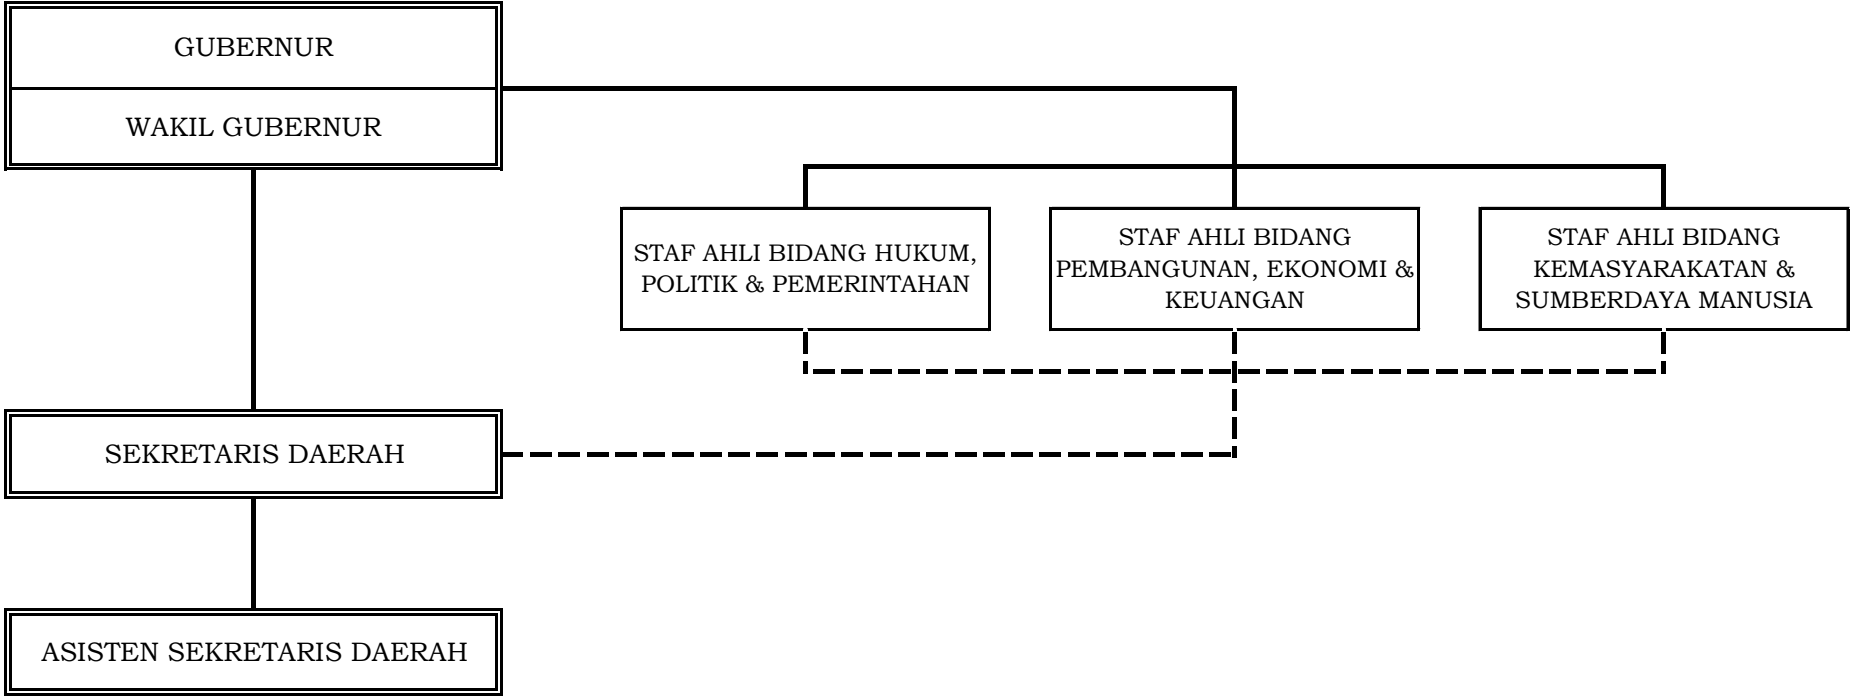 GUBERNUR
WAKIL GUBERNUR
STAF AHLI BIDANG HUKUM,
POLITIK & PEMERINTAHAN
STAF AHLI BIDANG
PEMBANGUNAN, EKONOMI &
KEUANGAN
STAF AHLI BIDANG
KEMASYARAKATAN &
SUMBERDAYA MANUSIA
SEKRETARIS DAERAH
ASISTEN SEKRETARIS DAERAH